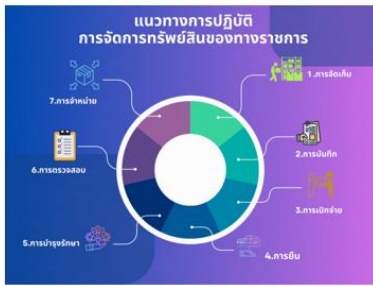 แนวทางการปฏิบัติ
การจัดการทรัพย์สินของทางราชการ
1.การจัดเก็บ
2.การบันทึก
3.การเบิกจ่าย
4.การยืม
5.การบำรุงรักษา
6.การตรวจสอบ
7.การจำหน่าย